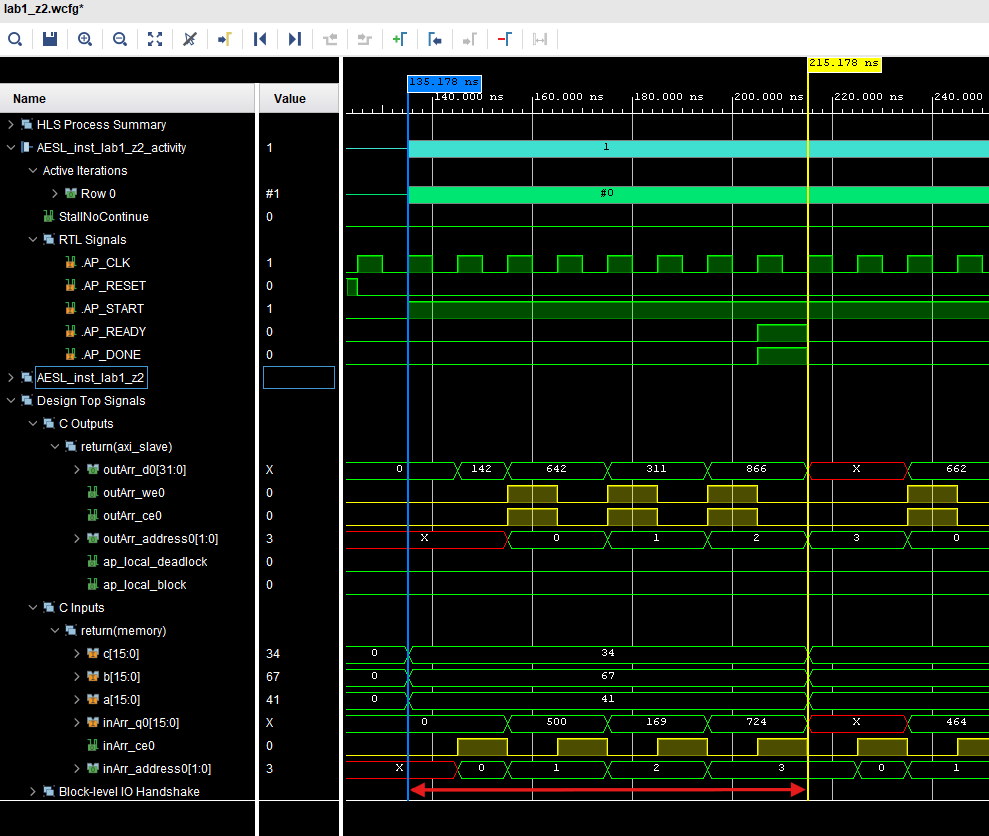 lab1_z2.wcfg*
135.178 ns
215.178 ns
140.000 ns 160.000 ns 180.000 ns 200.000 ns 220.000 ns 240.000
Name Value
HLS Process Summary
AESL_inst_lab1_z2_activity 1 1
Active Iterations
Row 0 #1 #0
StallNoContinue 0
RTL Signals
.AP_CLK 1
.AP_RESET 0
.AP_START 1
.AP_READY 0
.AP_DONE 0
AESL_inst_lab1_z2
Design Top Signals
C Outputs
return(axi_slave)
outArr_d0[31:0] X 0 142 642 311 866 X 662
outArr_we0 0
outArr_ce0 0
outArr_address0[1:0] 3 X 0 1 2 3 0
ap_local_deadlock 0
ap_local_block 0
C Inputs
return(memory)
c[15:0] 34 0 34
b[15:0] 67 0 67
a[15:0] 41 0 41
inArr_q0[15:0] X 0 500 169 724 X 464
inArr_ce0 0
inArr_address0[1:0] 3 X 0 1 2 3 0 1
Block-level IO Handshake